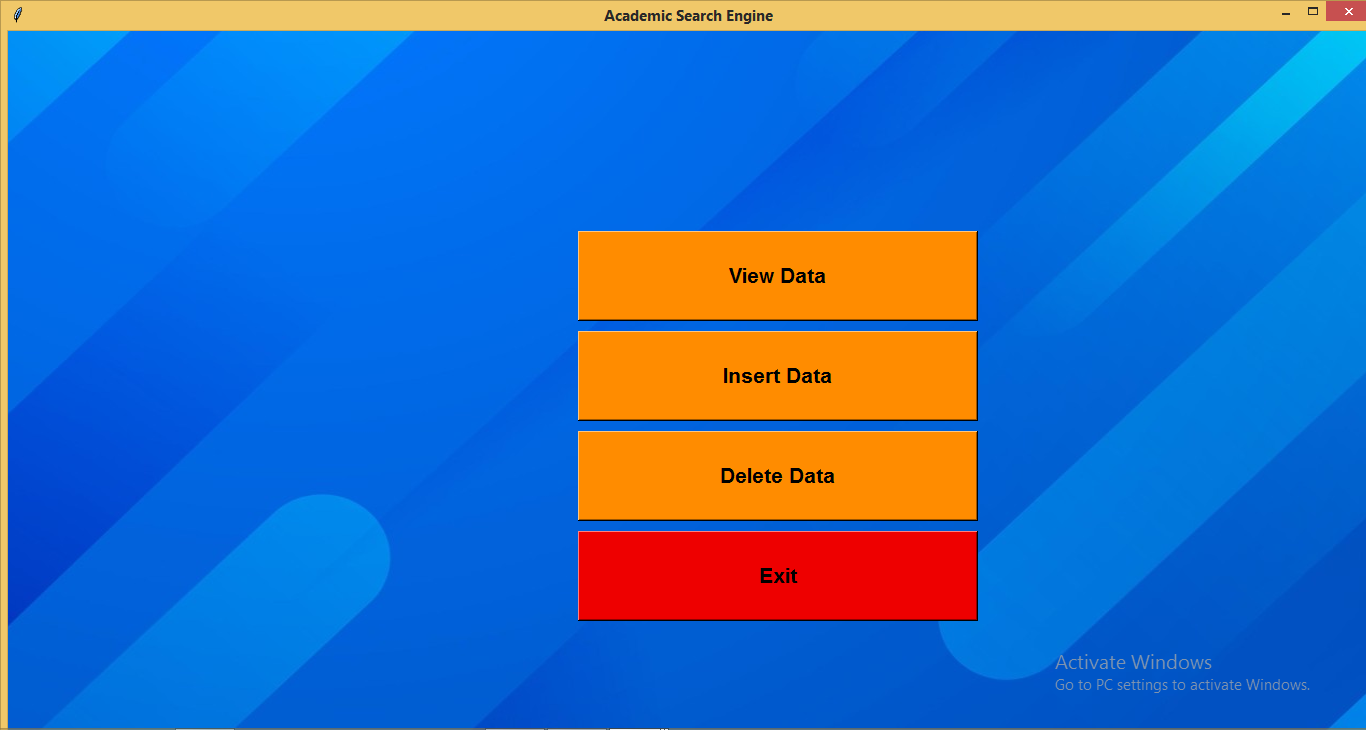 Academic Search Engine
View Data
Insert Data
Delete Data
Exit
Activate Windows
Go to PC settings to activate Windows.